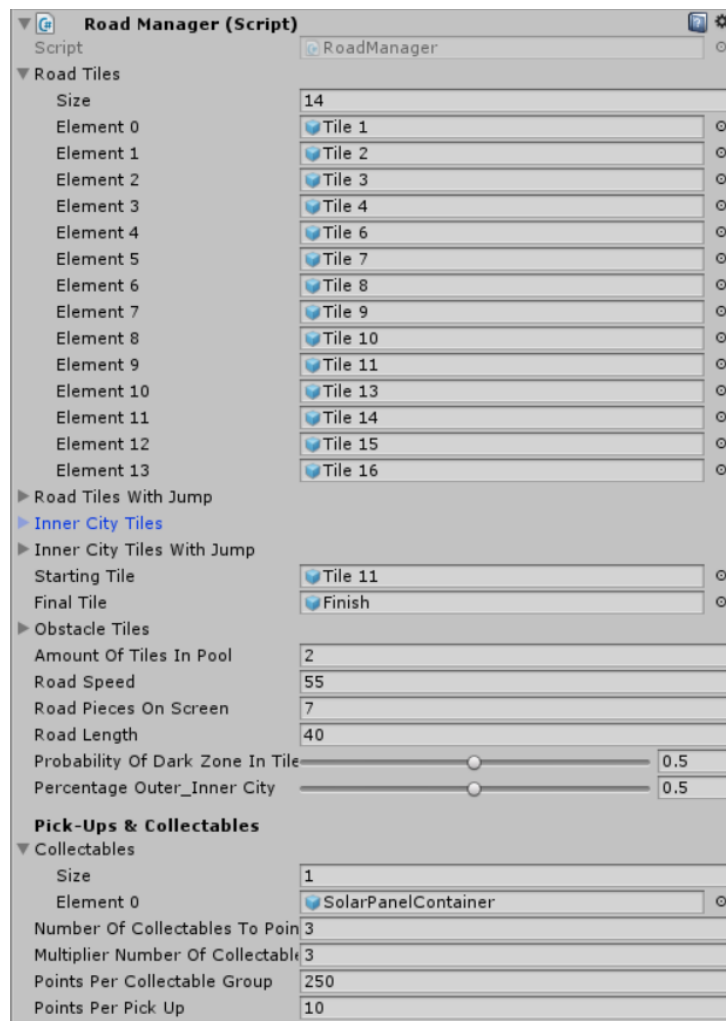 Road Manager (Script)
Script RoadManager
Road Tiles
Size 14
Element 0 Tile 1
Element 1 Tile 2
Element 2 Tile 3
Element 3 Tile 4
Element 4 Tile 6
Element 5 Tile 7
Element 6 Tile 8
Element 7 Tile 9
Element 8 Tile 10
Element 9 Tile 11
Element 10 Tile 13
Element 11 Tile 14
Element 12 Tile 15
Element 13 Tile 16
Road Tiles With Jump
Inner City Tiles
Inner City Tiles With Jump
Starting Tile Tile 11
Final Tile Finish
Obstacle Tiles
Amount Of Tiles In Pool 2
Road Speed 55
Road Pieces On Screen 7
Road Length 40
Probability Of Dark Zone In Tile 0.5
Percentage Outer_Inner City 0.5
Pick-Ups & Collectables
Collectables
Size 1
Element 0 SolarPanelContainer
Number Of Collectables To Poin 3
Multiplier Number Of Collectable 3
Points Per Collectable Group 250
Points Per Pick Up 10